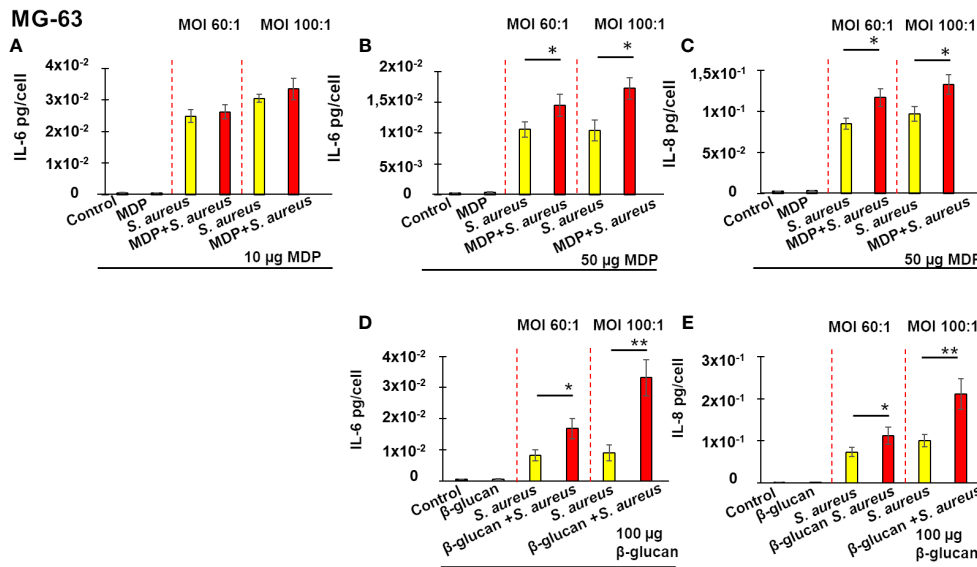 MG-63
A
MOI 60:1
MOI 100:1
IL-6 pg/cell
4x10-2
3x10-2
2x10-2
1x10-2
0
Control
MDP
S. aureus
MDP+S. aureus
S. aureus
MDP+S. aureus
10 µg MDP
B
MOI 60:1
MOI 100:1
IL-6 pg/cell
2x10-2
1,5x10-2
1x10-2
5x10-3
0
*
*
Control
MDP
S. aureus
MDP+S. aureus
S. aureus
MDP+S. aureus
50 µg MDP
C
MOI 60:1
MOI 100:1
IL-8 pg/cell
1,5x10-1
1x10-1
5x10-2
0
*
*
Control
MDP
S. aureus
MDP+S. aureus
S. aureus
MDP+S. aureus
50 µg MDP
D
MOI 60:1
MOI 100:1
IL-6 pg/cell
4x10-2
3x10-2
2x10-2
1x10-2
0
*
**
Control
β-glucan
S. aureus
β-glucan +S. aureus
S. aureus
β-glucan +S. aureus
100 µg
β-glucan
E
MOI 60:1
MOI 100:1
IL-8 pg/cell
3x10-1
2x10-1
1x10-1
0
*
**
Control
β-glucan
S. aureus
β-glucan S. aureus
S. aureus
β-glucan +S. aureus
100 µg
β-glucan